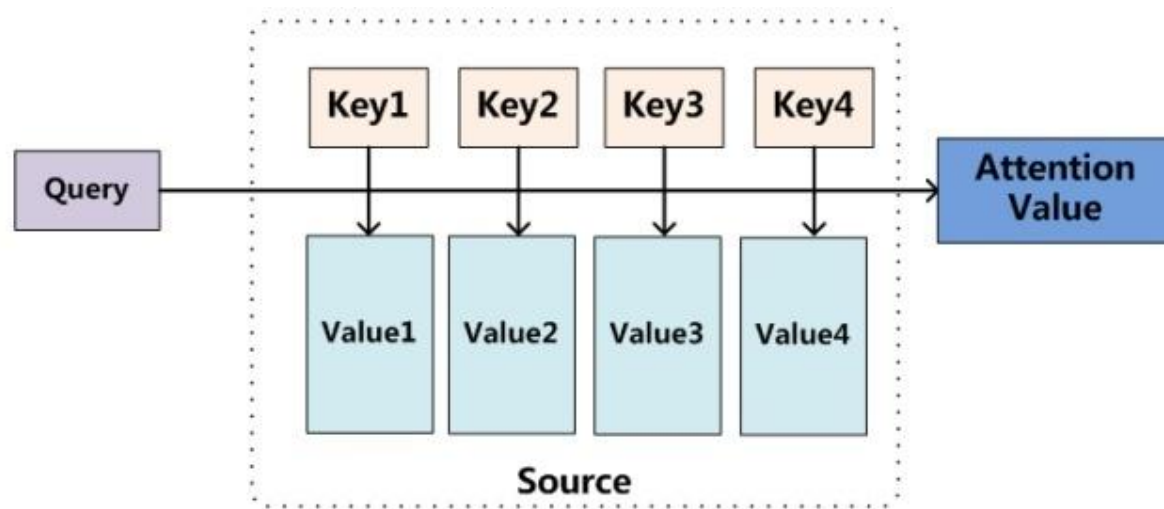 Key1 Key2 Key3 Key4
Query
Attention
Value
Value1 Value2 Value3 Value4
Source